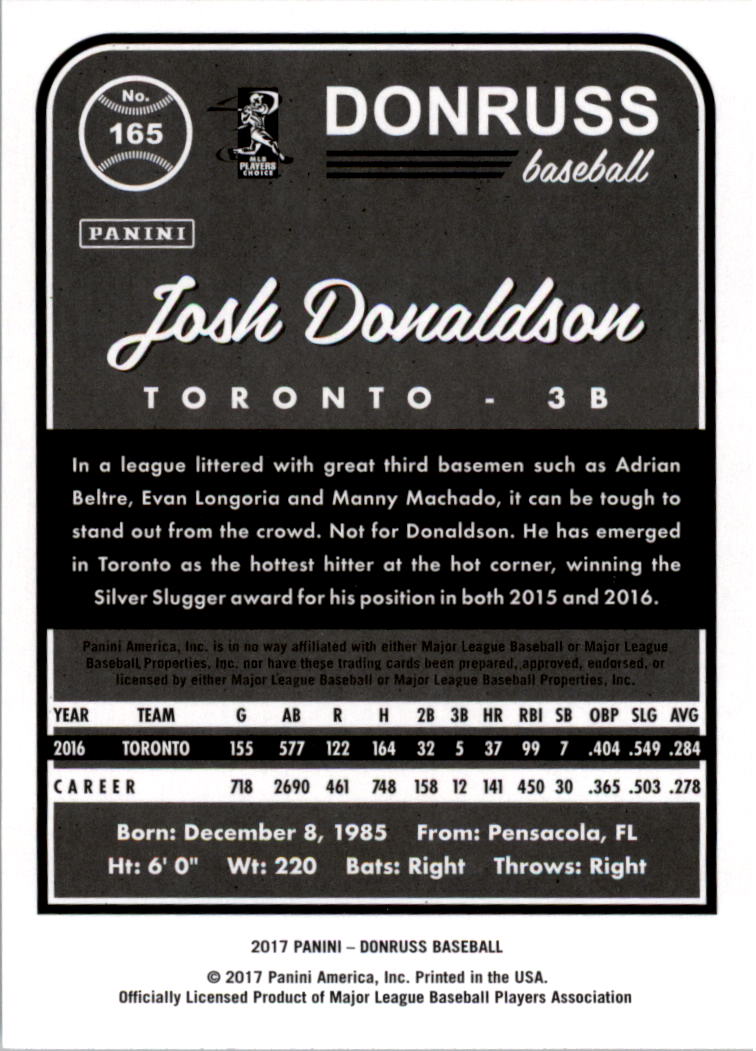 No.
165
MLB
PLAYERS
CHOICE
DONRUSS
baseball
PANINI
Josh Donaldson
TORONTO - 3B
In a league littered with great third basemen such as Adrian
Beltre, Evan Longoria and Manny Machado, it can be tough to
stand out from the crowd. Not for Donaldson. He has emerged
in Toronto as the hottest hitter at the hot corner, winning the
Silver Slugger award for his position in both 2015 and 2016.
Panini America, Inc. is in no way affiliated with either Major League Baseball or Major League
Baseball Properties, Inc. nor have these trading cards been prepared, approved, endorsed, or
licensed by either Major League Baseball or Major League Baseball Properties, Inc.
YEAR TEAM G AB R H 2B 3B HR RBI SB OBP SLG AVG
2016 TORONTO 155 577 122 164 32 5 37 99 7 .404 .549 .284
CAREER 718 2690 461 748 158 12 141 450 30 .365 .503 .278
Born: December 8, 1985 From: Pensacola, FL
Ht: 6' 0" Wt: 220 Bats: Right Throws: Right
2017 PANINI – DONRUSS BASEBALL
© 2017 Panini America, Inc. Printed in the USA.
Officially Licensed Product of Major League Baseball Players Association